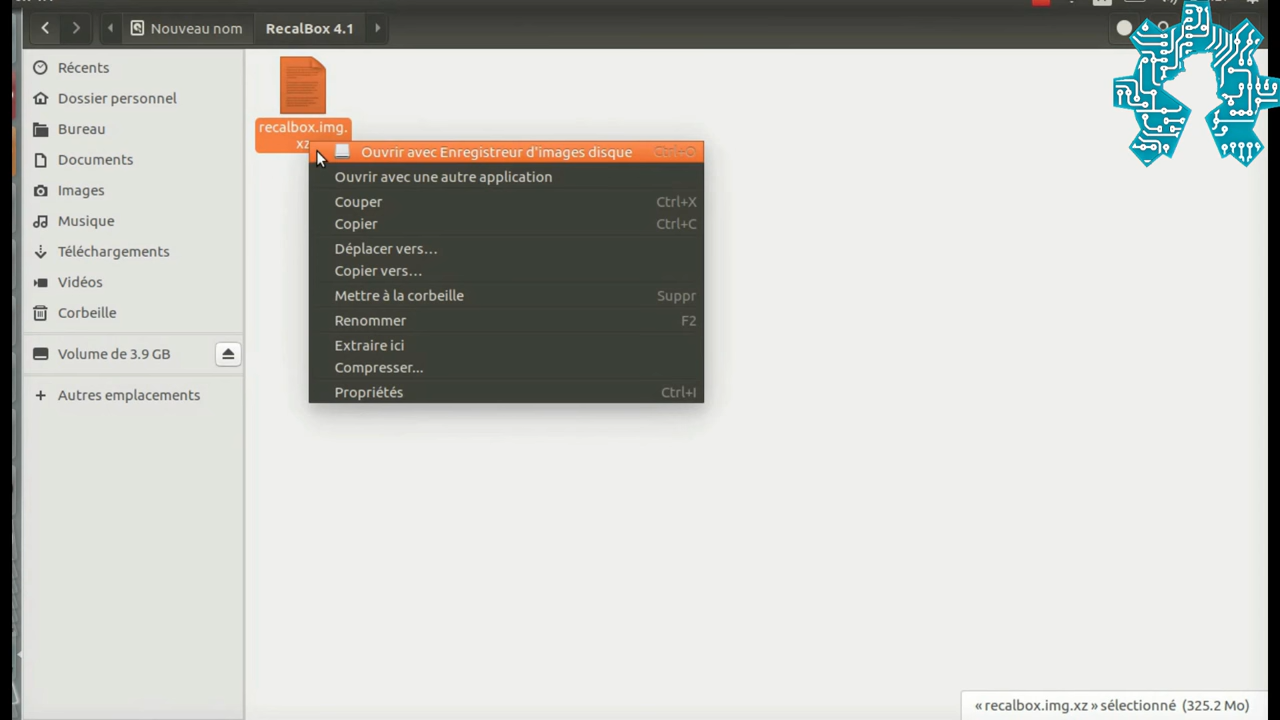 Nouveau nom
RecalBox 4.1
Récents
Dossier personnel
Bureau
Documents
Images
Musique
Téléchargements
Vidéos
Corbeille
Volume de 3.9 GB
Autres emplacements
recalbox.img.
xz
Ouvrir avec Enregistreur d'images disque Ctrl+O
Ouvrir avec une autre application
Couper Ctrl+X
Copier Ctrl+C
Déplacer vers...
Copier vers...
Mettre à la corbeille Suppr
Renommer F2
Extraire ici
Compresser...
Propriétés Ctrl+I
« recalbox.img.xz » sélectionné (325.2 Mo)